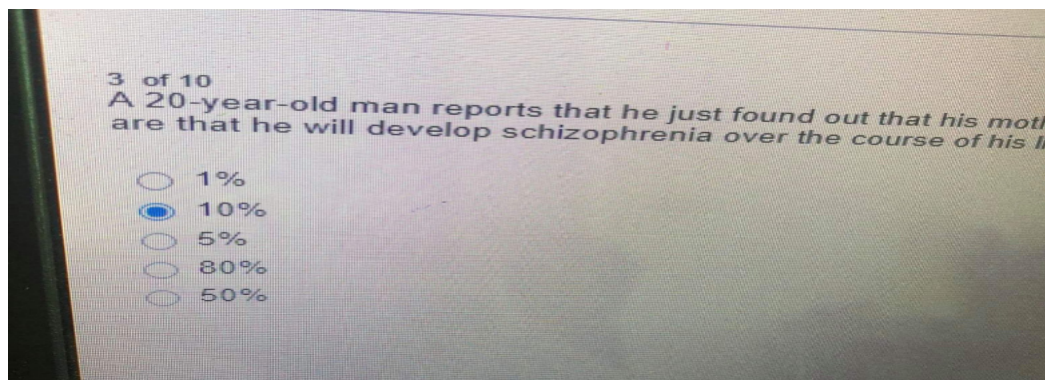 3 of 10
A 20-year-old man reports that he just found out that his
are that he will develop schizophrenia over the course of his
1%
10%
5%
80%
50%